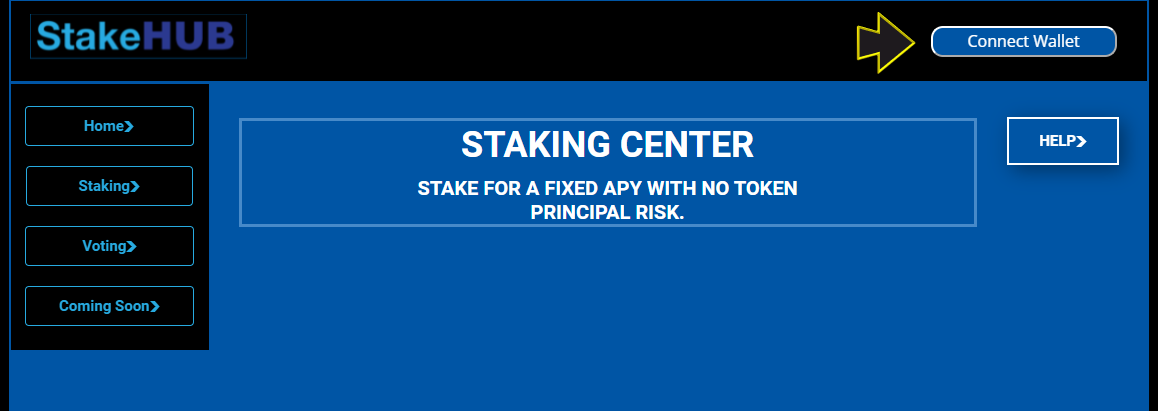 StakeHUB
Connect Wallet
Home
Staking
Voting
Coming Soon
STAKING CENTER
STAKE FOR A FIXED APY WITH NO TOKEN
PRINCIPAL RISK.
HELP